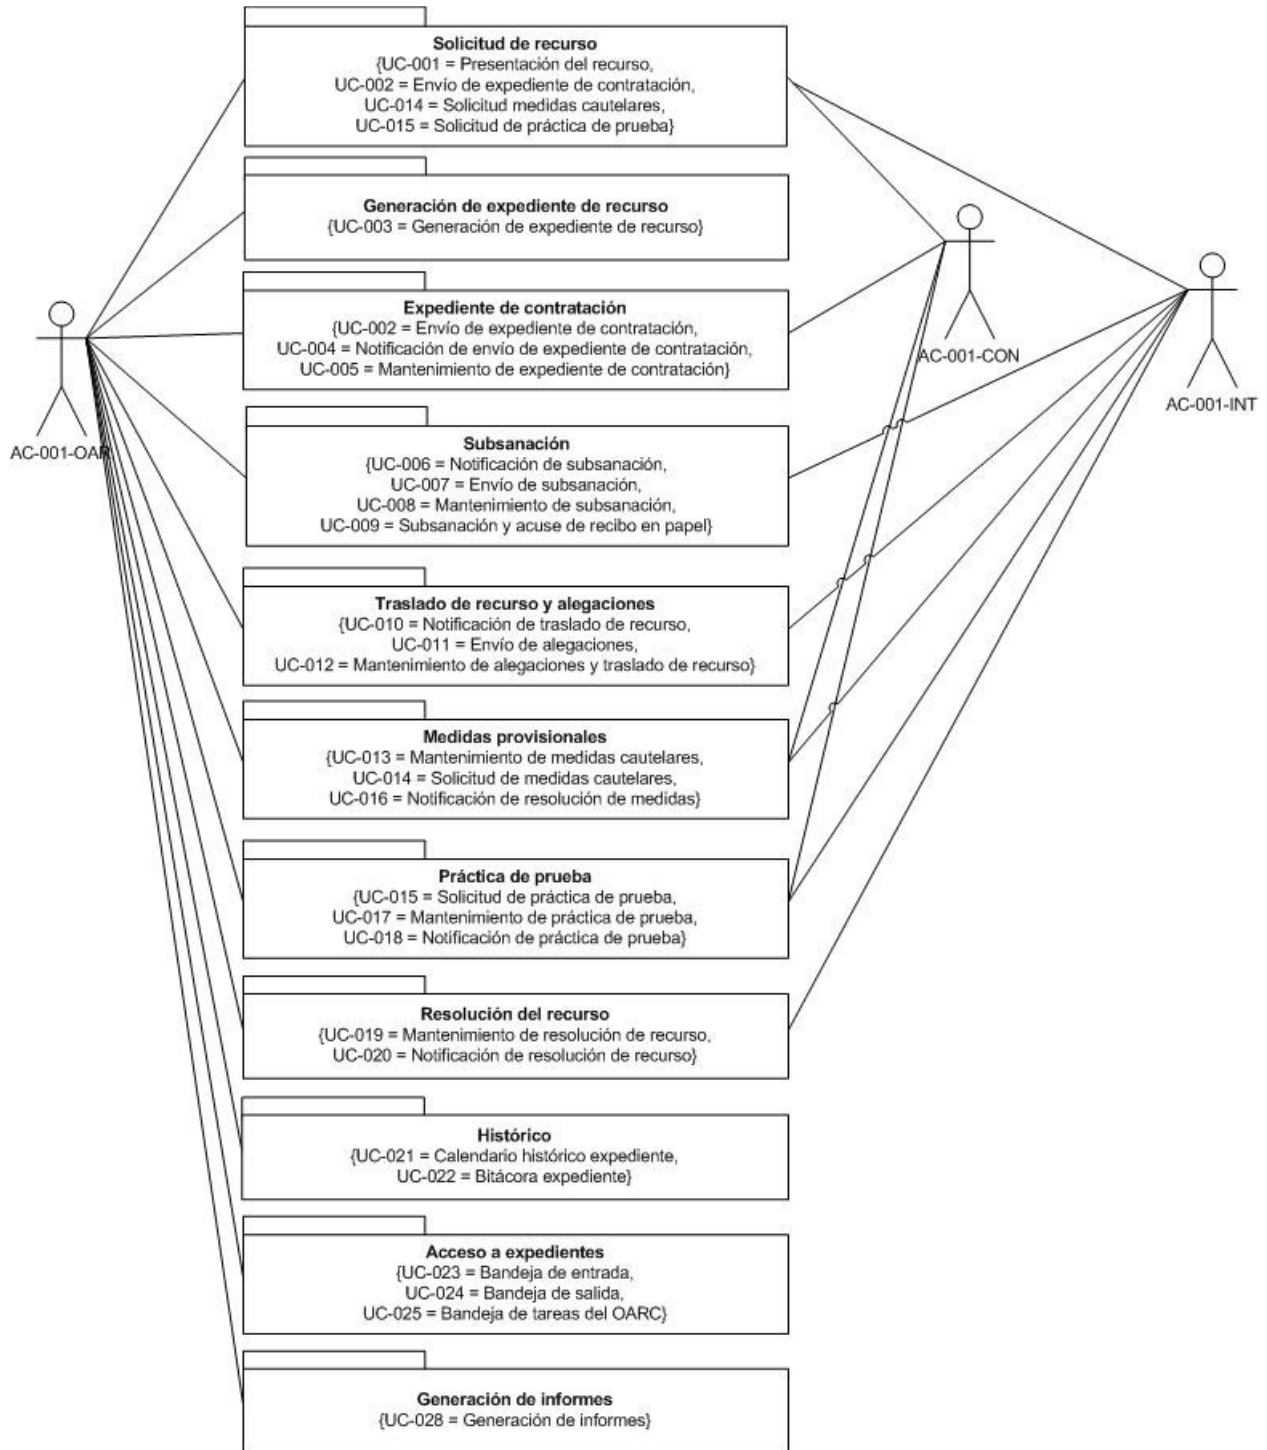 Solicitud de recurso
{UC-001 = Presentación del recurso,
UC-002 = Envío de expediente de contratación,
UC-014 = Solicitud medidas cautelares,
UC-015 = Solicitud de práctica de prueba}
Generación de expediente de recurso
{UC-003 = Generación de expediente de recurso}
Expediente de contratación
{UC-002 = Envío de expediente de contratación,
UC-004 = Notificación de envío de expediente de contratación,
UC-005 = Mantenimiento de expediente de contratación}
AC-001-CON
AC-001-INT
AC-001-OAR
Subsanación
{UC-006 = Notificación de subsanación,
UC-007 = Envío de subsanación,
UC-008 = Mantenimiento de subsanación,
UC-009 = Subsanación y acuse de recibo en papel}
Traslado de recurso y alegaciones
{UC-010 = Notificación de traslado de recurso,
UC-011 = Envío de alegaciones,
UC-012 = Mantenimiento de alegaciones y traslado de recurso}
Medidas provisionales
{UC-013 = Mantenimiento de medidas cautelares,
UC-014 = Solicitud de medidas cautelares,
UC-016 = Notificación de resolución de medidas}
Práctica de prueba
{UC-015 = Solicitud de práctica de prueba,
UC-017 = Mantenimiento de práctica de prueba,
UC-018 = Notificación de práctica de prueba}
Resolución del recurso
{UC-019 = Mantenimiento de resolución de recurso,
UC-020 = Notificación de resolución de recurso}
Histórico
{UC-021 = Calendario histórico expediente,
UC-022 = Bitácora expediente}
Acceso a expedientes
{UC-023 = Bandeja de entrada,
UC-024 = Bandeja de salida,
UC-025 = Bandeja de tareas del OARC}
Generación de informes
{UC-028 = Generación de informes}